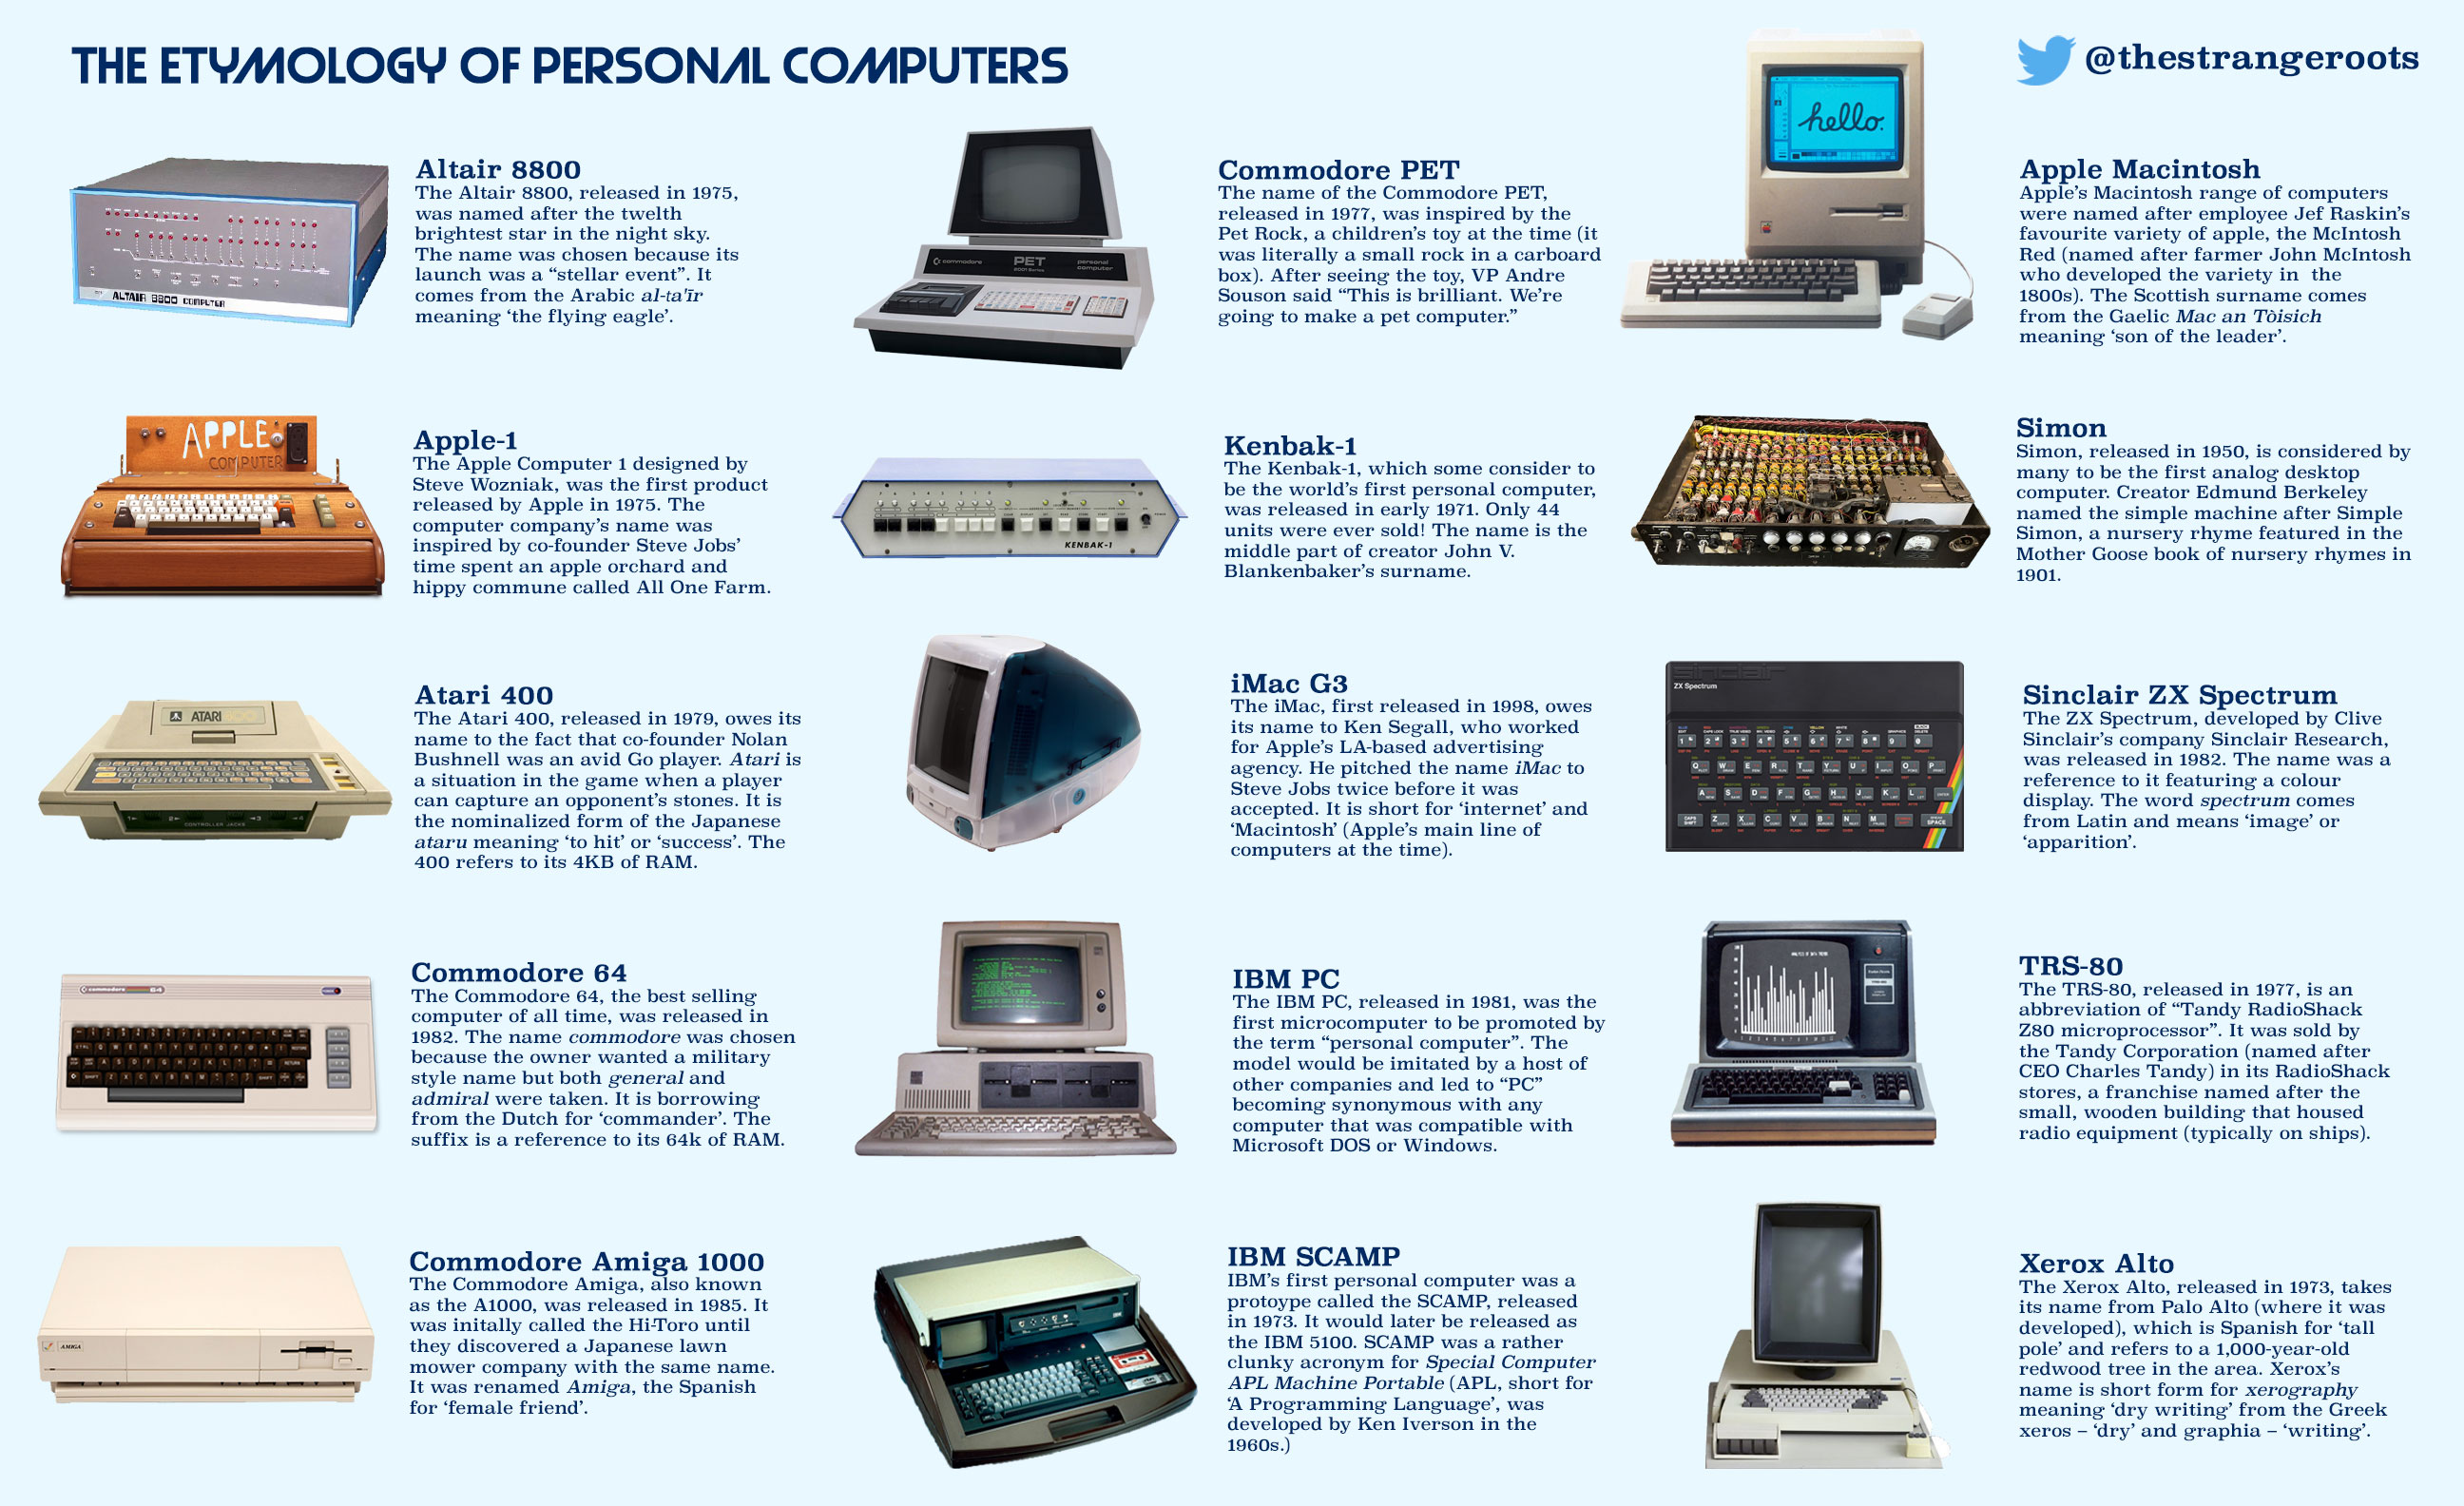 THE ETYMOLOGY OF PERSONAL COMPUTERS
@thestrangeroots
Altair 8800
The Altair 8800, released in 1975,
was named after the twelth
brightest star in the night sky.
The name was chosen because its
launch was a “stellar event”. It
comes from the Arabic al-ta'īr
meaning ‘the flying eagle’.
ALTAIR 8800 COMPUTER
Commodore PET
The name of the Commodore PET,
released in 1977, was inspired by the
Pet Rock, a children’s toy at the time (it
was literally a small rock in a carboard
box). After seeing the toy, VP Andre
Souson said “This is brilliant. We’re
going to make a pet computer.”
commodore
PET
2001 Series
personal
computer
Apple Macintosh
Apple’s Macintosh range of computers
were named after employee Jef Raskin’s
favourite variety of apple, the McIntosh
Red (named after farmer John McIntosh
who developed the variety in the
1800s). The Scottish surname comes
from the Gaelic Mac an Tòisich
meaning ‘son of the leader’.
hello.
Apple-1
The Apple Computer 1 designed by
Steve Wozniak, was the first product
released by Apple in 1975. The
computer company’s name was
inspired by co-founder Steve Jobs’
time spent an apple orchard and
hippy commune called All One Farm.
APPLE
COMPUTER
Kenbak-1
The Kenbak-1, which some consider to
be the world’s first personal computer,
was released in early 1971. Only 44
units were ever sold! The name is the
middle part of creator John V.
Blankenbaker’s surname.
KENBAK-1
Simon
Simon, released in 1950, is considered by
many to be the first analog desktop
computer. Creator Edmund Berkeley
named the simple machine after Simple
Simon, a nursery rhyme featured in the
Mother Goose book of nursery rhymes in
1901.
Atari 400
The Atari 400, released in 1979, owes its
name to the fact that co-founder Nolan
Bushnell was an avid Go player. Atari is
a situation in the game when a player
can capture an opponent’s stones. It is
the nominalized form of the Japanese
ataru meaning ‘to hit’ or ‘success’. The
400 refers to its 4KB of RAM.
ATARI
CONTROLLER JACKS
iMac G3
The iMac, first released in 1998, owes
its name to Ken Segall, who worked
for Apple’s LA-based advertising
agency. He pitched the name iMac to
Steve Jobs twice before it was
accepted. It is short for ‘internet’ and
‘Macintosh’ (Apple’s main line of
computers at the time).
Sinclair ZX Spectrum
The ZX Spectrum, developed by Clive
Sinclair’s company Sinclair Research,
was released in 1982. The name was a
reference to it featuring a colour
display. The word spectrum comes
from Latin and means ‘image’ or
‘apparition’.
sinclair
ZX Spectrum
Commodore 64
The Commodore 64, the best selling
computer of all time, was released in
1982. The name commodore was chosen
because the owner wanted a military
style name but both general and
admiral were taken. It is borrowing
from the Dutch for ‘commander’. The
suffix is a reference to its 64k of RAM.
commodore 64
IBM PC
The IBM PC, released in 1981, was the
first microcomputer to be promoted by
the term “personal computer”. The
model would be imitated by a host of
other companies and led to “PC”
becoming synonymous with any
computer that was compatible with
Microsoft DOS or Windows.
TRS-80
The TRS-80, released in 1977, is an
abbreviation of “Tandy RadioShack
Z80 microprocessor”. It was sold by
the Tandy Corporation (named after
CEO Charles Tandy) in its RadioShack
stores, a franchise named after the
small, wooden building that housed
radio equipment (typically on ships).
Commodore Amiga 1000
The Commodore Amiga, also known
as the A1000, was released in 1985. It
was initally called the Hi-Toro until
they discovered a Japanese lawn
mower company with the same name.
It was renamed Amiga, the Spanish
for ‘female friend’.
AMIGA
IBM SCAMP
IBM’s first personal computer was a
protoype called the SCAMP, released
in 1973. It would later be released as
the IBM 5100. SCAMP was a rather
clunky acronym for Special Computer
APL Machine Portable (APL, short for
‘A Programming Language’, was
developed by Ken Iverson in the
1960s.)
Xerox Alto
The Xerox Alto, released in 1973, takes
its name from Palo Alto (where it was
developed), which is Spanish for ‘tall
pole’ and refers to a 1,000-year-old
redwood tree in the area. Xerox’s
name is short form for xerography
meaning ‘dry writing’ from the Greek
xeros – ‘dry’ and graphia – ‘writing’.